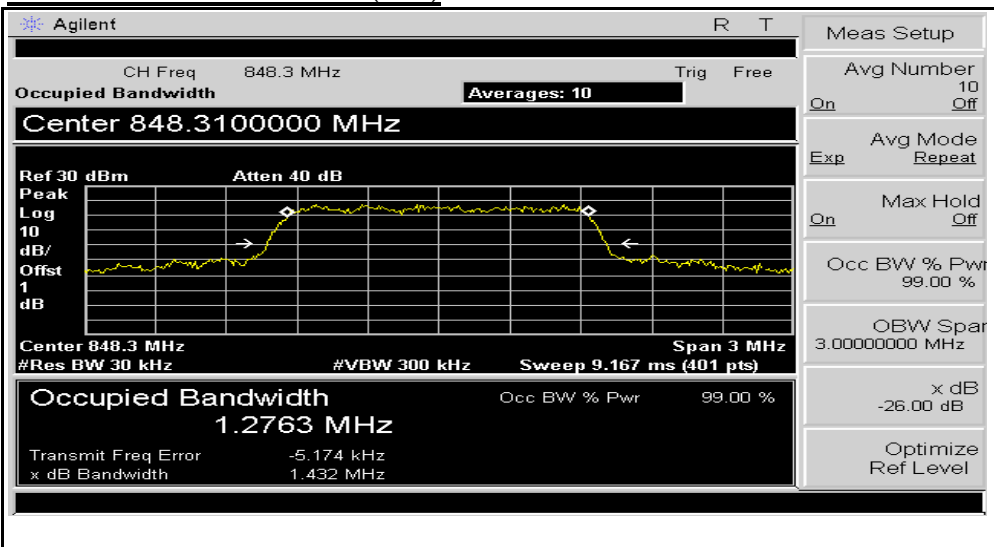 Agilent R T
CH Freq 848.3 MHz Trig Free
Occupied Bandwidth Averages: 10
Center 848.3100000 MHz
Ref 30 dBm Atten 40 dB
Peak
Log
10
dB/
Offst
1
dB
Center 848.3 MHz Span 3 MHz
#Res BW 30 kHz #VBW 300 kHz Sweep 9.167 ms (401 pts)
Occupied Bandwidth Occ BW % Pwr 99.00 %
1.2763 MHz
Transmit Freq Error -5.174 kHz
x dB Bandwidth 1.432 MHz
Meas Setup
Avg Number
10
On Off
Avg Mode
Exp Repeat
Max Hold
On Off
Occ BW % Pwr
99.00 %
OBW Span
3.00000000 MHz
x dB
-26.00 dB
Optimize
Ref Level